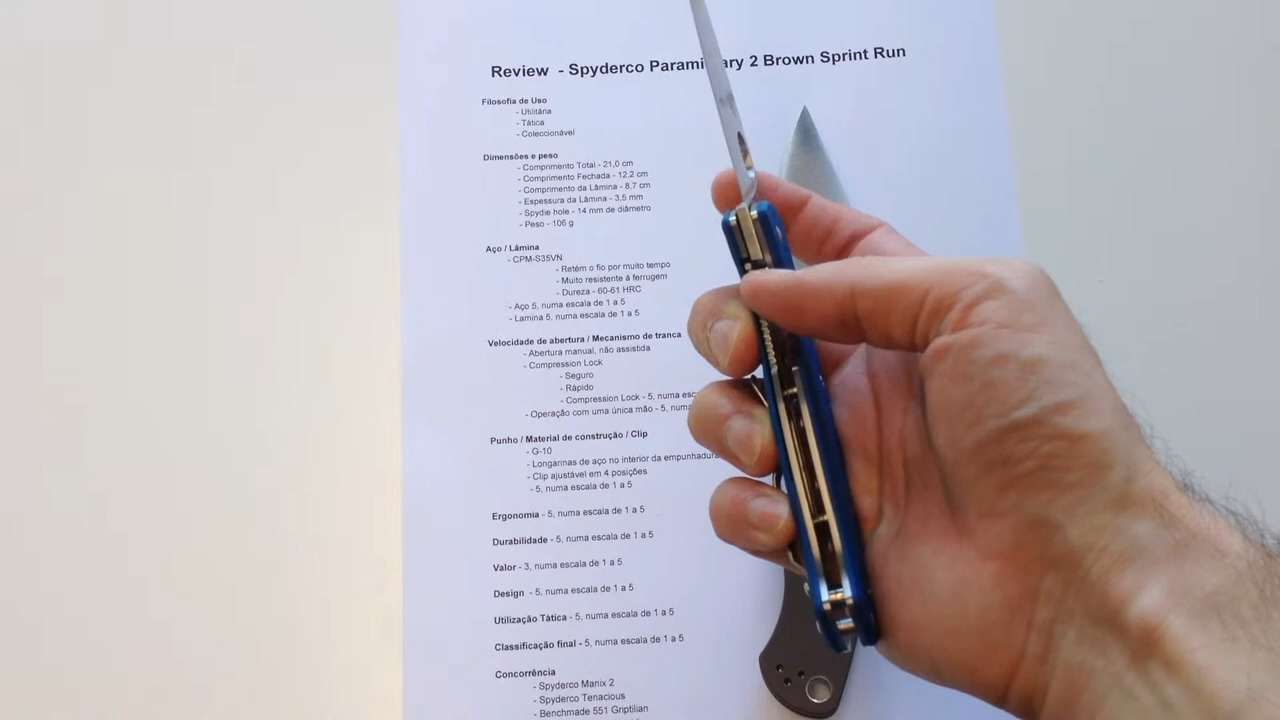 Review - Spyderco Parami ary 2 Brown Sprint Run
Filosofia de Uso
- Utilitária
- Tática
- Coleccionável
Dimensões e peso
- Comprimento Total - 21,0 cm
- Comprimento Fechada - 12,2 cm
- Comprimento da Lâmina - 8,7 cm
- Espessura da Lâmina - 3,5 mm
- Spydie hole - 14 mm de diâmetro
- Peso - 106 g
Aço / Lâmina
- CPM-S35VN
- Retêm o fio por muito tempo
- Muito resistente á ferrugem
- Dureza - 60-61 HRC
- Aço 5, numa escala de 1 a 5
- Lamina 5, numa escala de 1 a 5
Velocidade de abertura / Mecanismo de tranca
- Abertura manual, não assistida
- Compression Lock
- Seguro
- Rápido
- Compression Lock - 5, numa esc
- Operação com uma única mão - 5, numa
Punho / Material de construção / Clip
- G-10
- Longarinas de aço no interior da empunhadura
- Clip ajustável em 4 posições
- 5, numa escala de 1 a 5
Ergonomia - 5, numa escala de 1 a 5
Durabilidade - 5, numa escala de 1 a 5
Valor - 3, numa escala de 1 a 5
Design - 5, numa escala de 1 a 5
Utilização Tática - 5, numa escala de 1 a 5
Classificação final - 5, numa escala de 1 a 5
Concorrência
- Spyderco Manix 2
- Spyderco Tenacious
- Benchmade 551 Griptilian